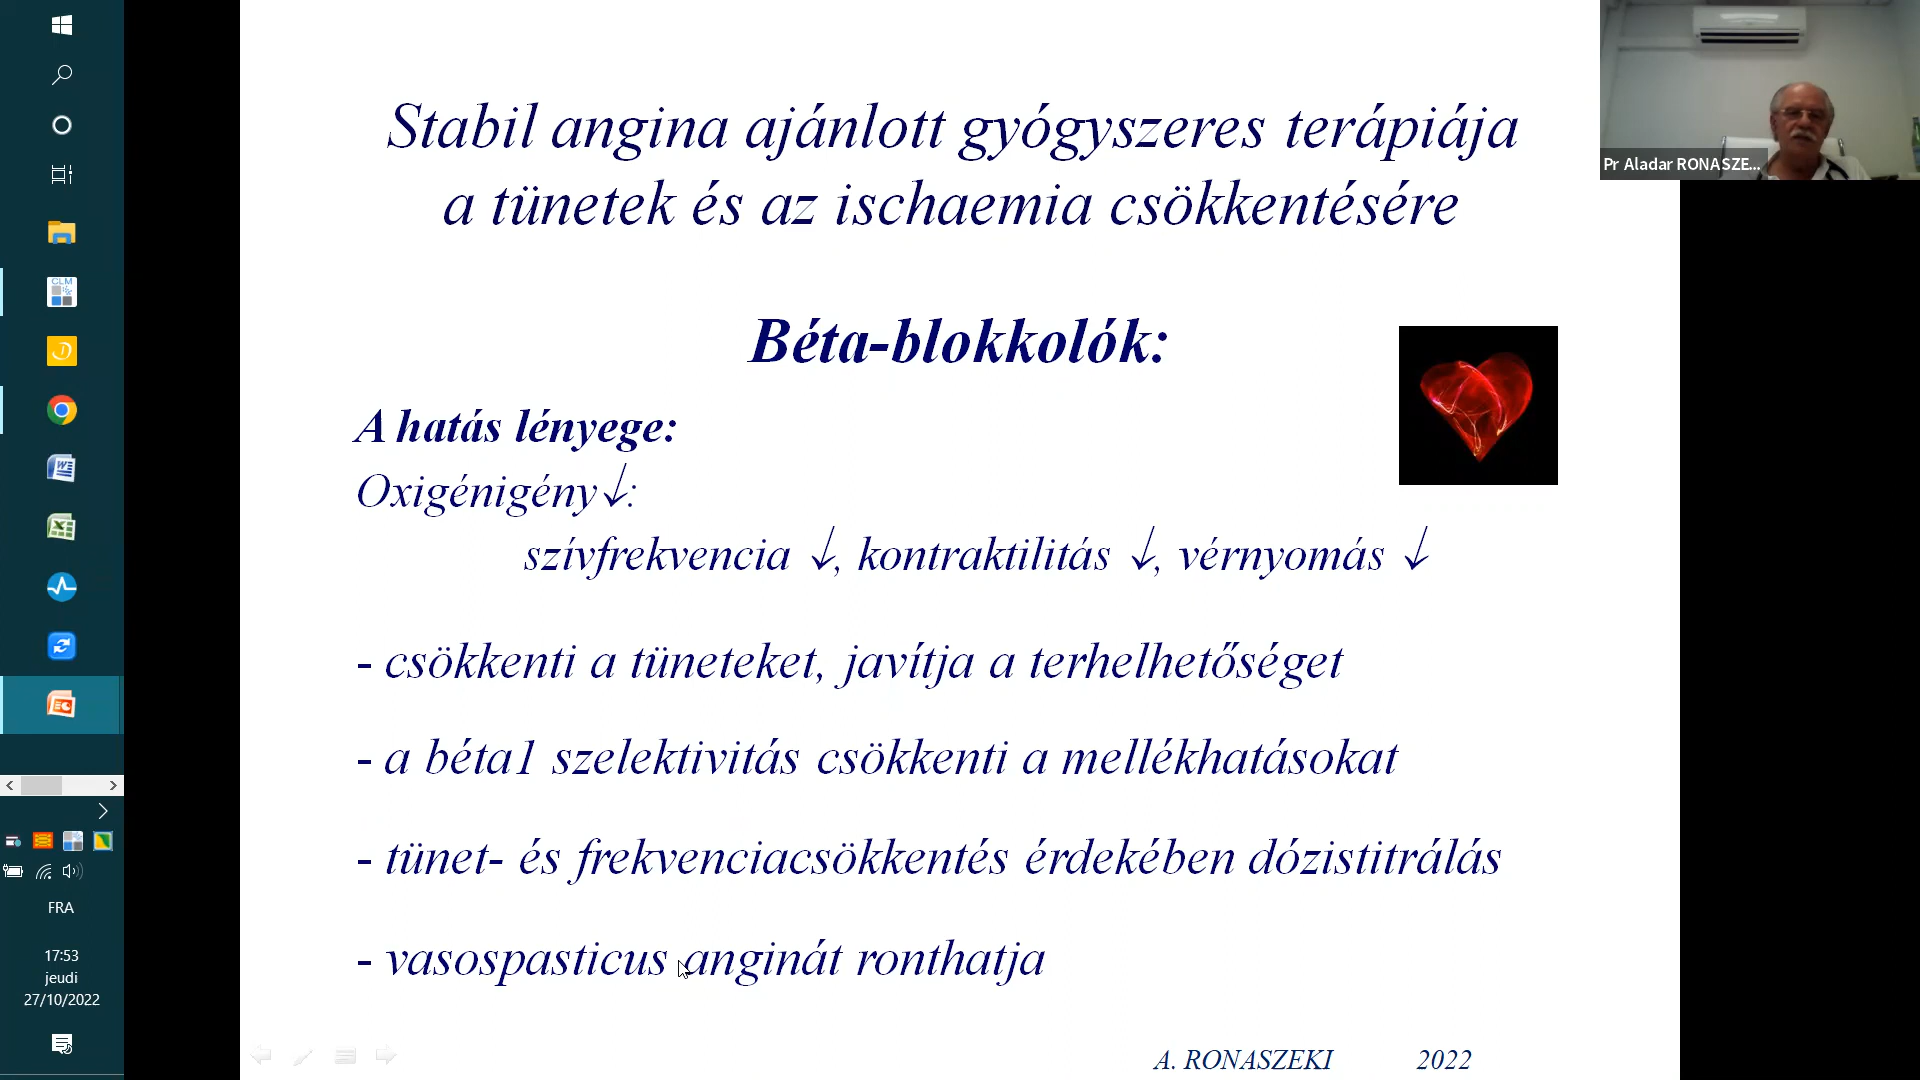 Stabil angina ajánlott gyógyszeres terápiája
a tünetek és az ischaemia csökkentésére
Béta-blokkolók:
A hatás lényege:
Oxigénigény↓:
szívfrekvencia ↓, kontraktilitás ↓, vérnyomás ↓
- csökkenti a tüneteket, javítja a terhelhetőséget
- a béta1 szelektivitás csökkenti a mellékhatásokat
- tünet- és frekvenciacsökkentés érdekében dózistitrálás
- vasospasticus anginát ronthatja
A. RONASZEKI 2022
Pr Aladar RONASZE...
CLM
FRA
17:53
jeudi
27/10/2022